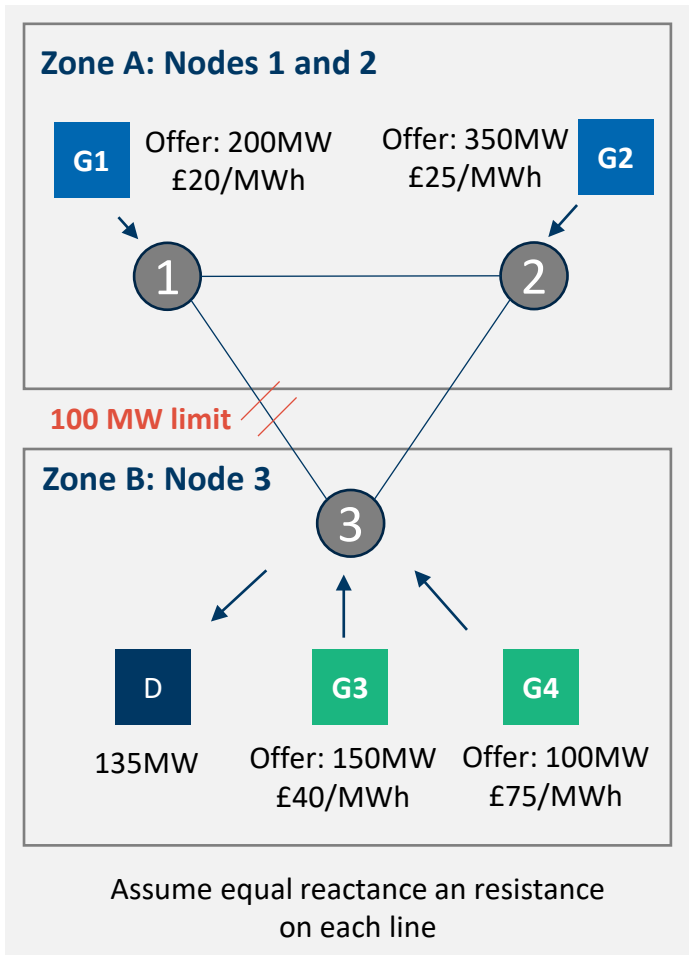 Zone A: Nodes 1 and 2
G1
Offer: 200MW
£20/MWh
Offer: 350MW
£25/MWh
G2
1
2
100 MW limit
Zone B: Node 3
3
D
G3
G4
135MW
Offer: 150MW
£40/MWh
Offer: 100MW
£75/MWh
Assume equal reactance an resistance
on each line